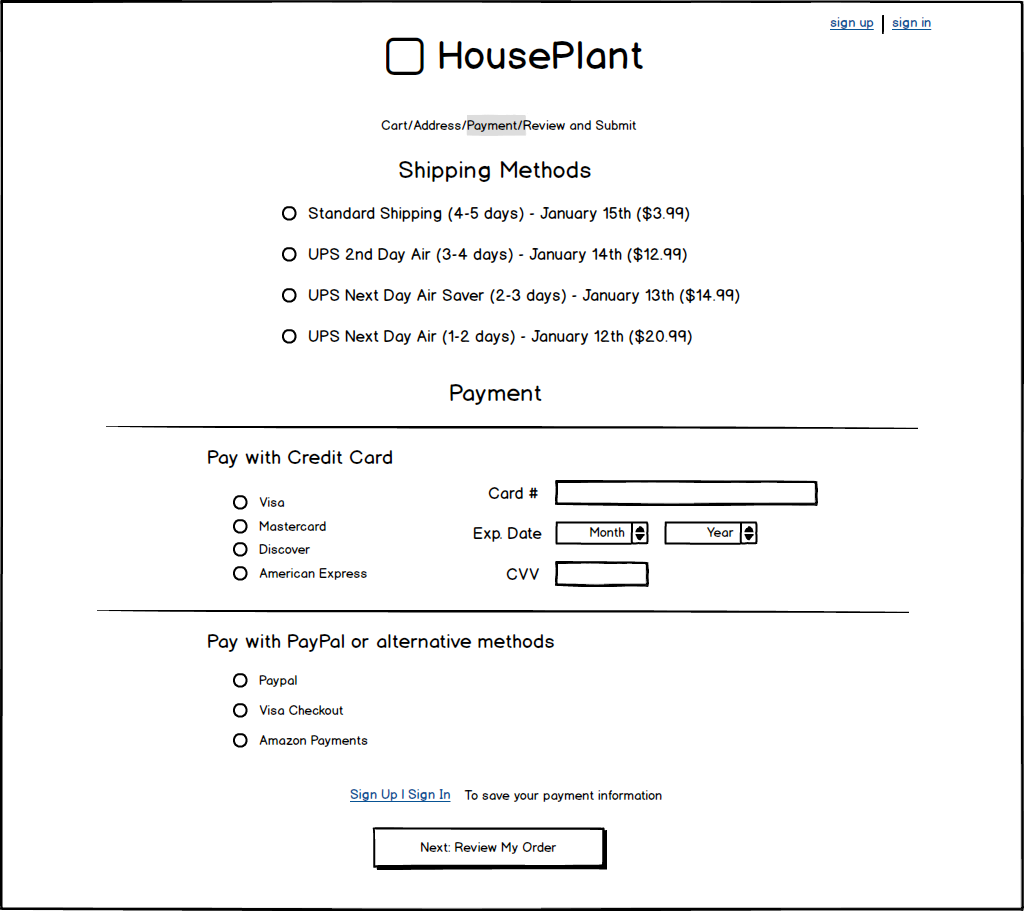 sign up | sign in
HousePlant
Cart/Address/Payment/Review and Submit
Shipping Methods
Standard Shipping (4-5 days) - January 15th ($3.99)
UPS 2nd Day Air (3-4 days) - January 14th ($12.99)
UPS Next Day Air Saver (2-3 days) - January 13th ($14.99)
UPS Next Day Air (1-2 days) - January 12th ($20.99)
Payment
Pay with Credit Card
Card #
Visa
Mastercard
Exp. Date Month Year
Discover
American Express
CVV
Pay with PayPal or alternative methods
Paypal
Visa Checkout
Amazon Payments
Sign Up | Sign In To save your payment information
Next: Review My Order